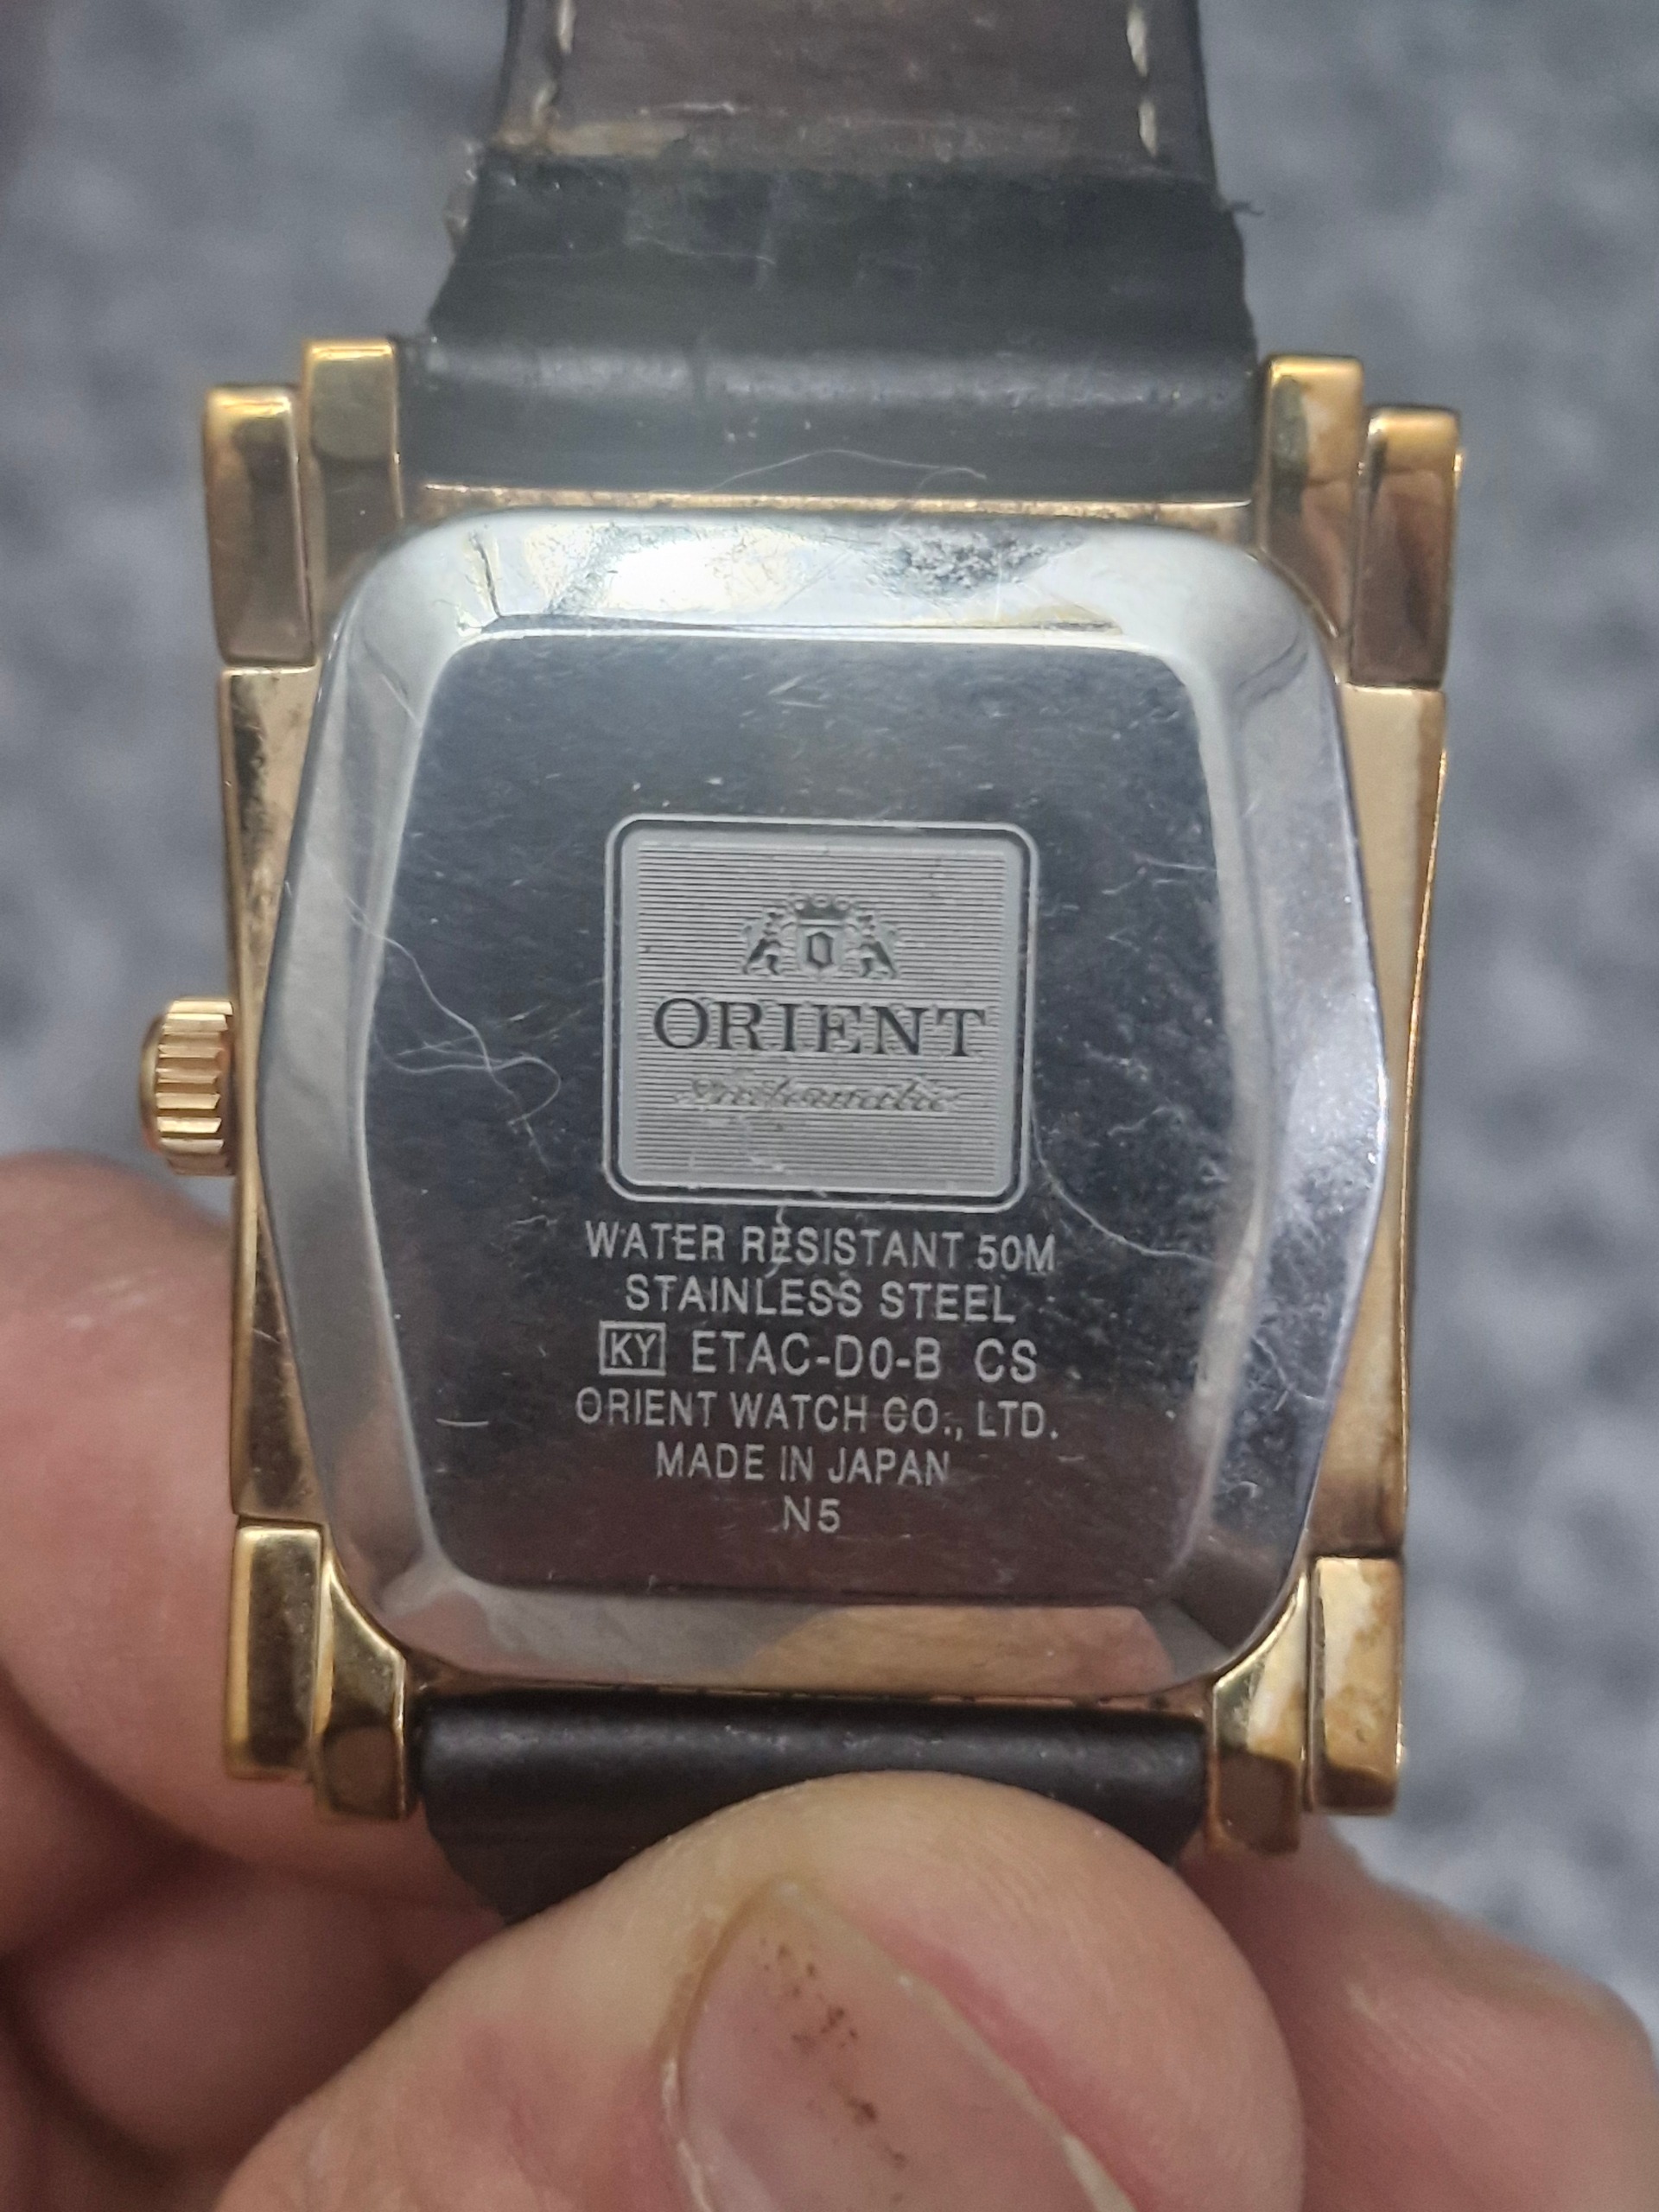 ORIENT
Automatic
WATER RESISTANT 50M
STAINLESS STEEL
KY ETAC-D0-B CS
ORIENT WATCH CO., LTD.
MADE IN JAPAN
N5